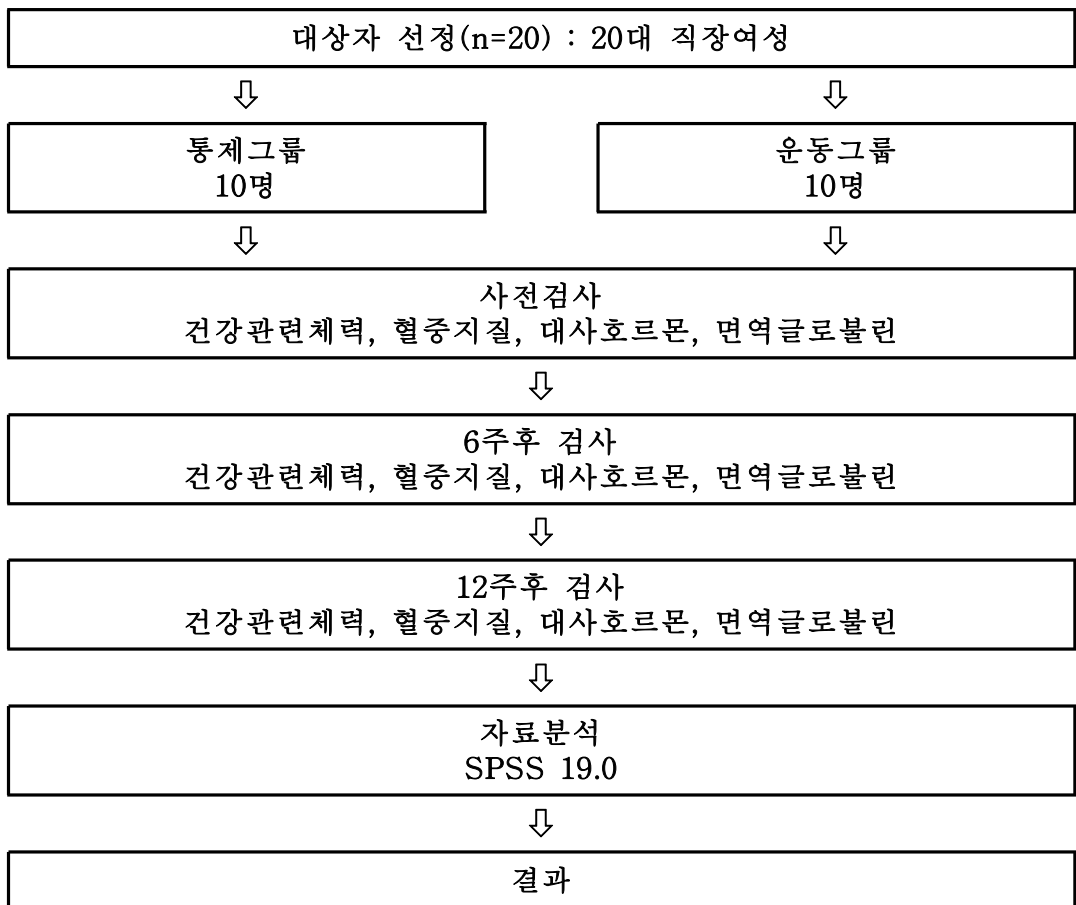 대상자 선정(n=20) : 20대 직장여성
통제그룹
10명
운동그룹
10명
사전검사
건강관련체력, 혈중지질, 대사호르몬, 면역글로불린
6주후 검사
건강관련체력, 혈중지질, 대사호르몬, 면역글로불린
12주후 검사
건강관련체력, 혈중지질, 대사호르몬, 면역글로불린
자료분석
SPSS 19.0
결과